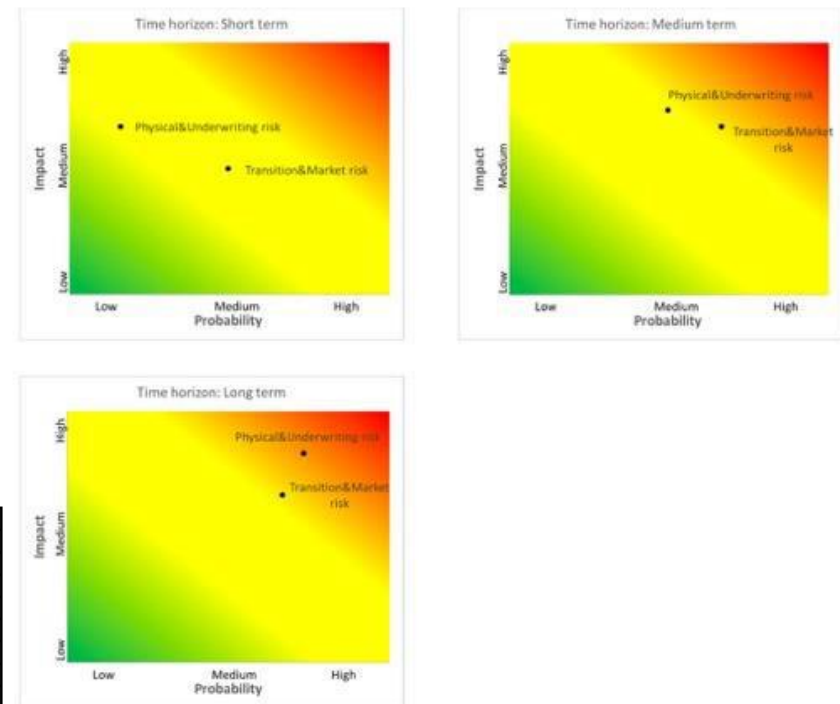 Time horizon: Short term
High
Physical&Underwriting risk
Impact
Medium
Transition&Market risk
Low
Low Medium High
Probability
Time horizon: Medium term
High
Physical&Underwriting risk
Transition&Market
risk
Impact
Medium
Low
Low Medium High
Probability
Time horizon: Long term
High
Physical&Underwriting risk
Transition&Market
risk
Impact
Medium
Low
Low Medium High
Probability